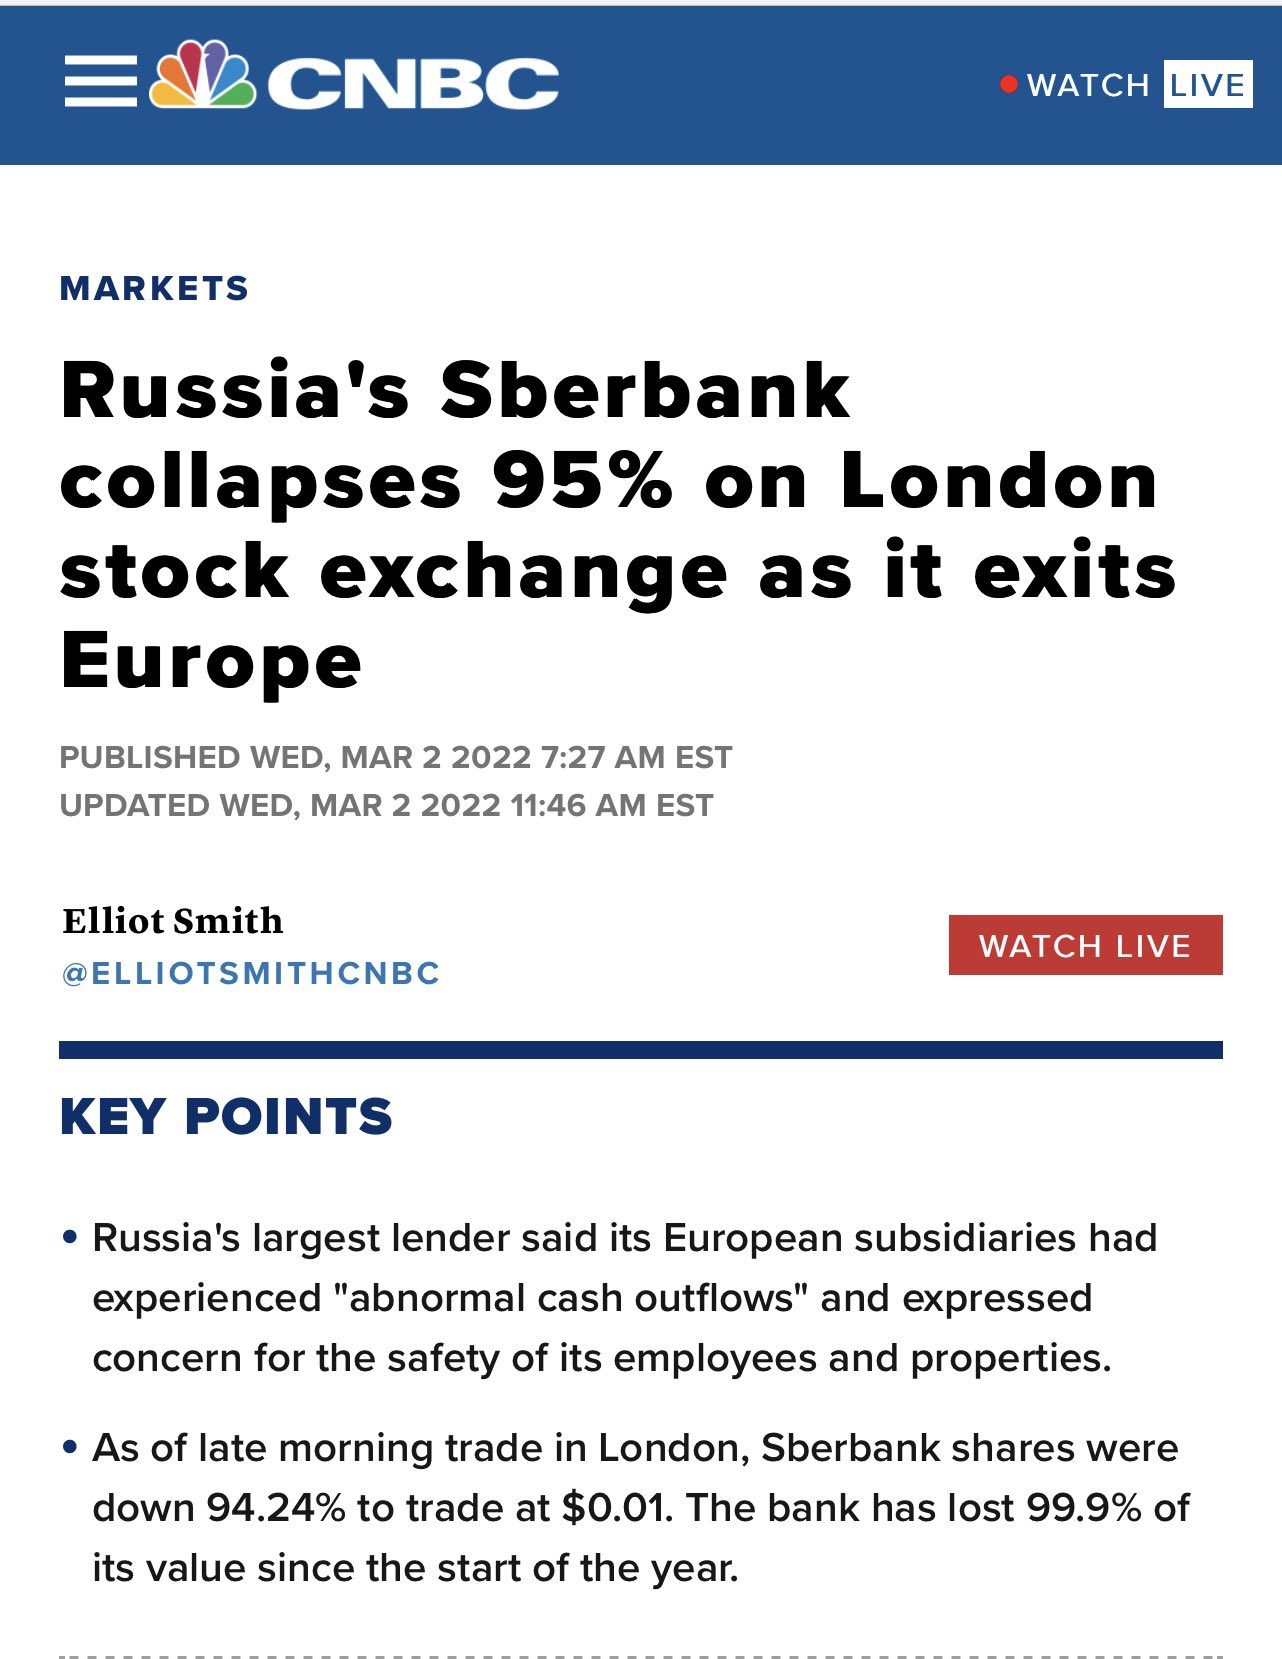 CNBC
WATCH LIVE
MARKETS
Russia's Sberbank
collapses 95% on London
stock exchange as it exits
Europe
PUBLISHED WED, MAR 2 2022 7:27 AM EST
UPDATED WED, MAR 2 2022 11:46 AM EST
Elliot Smith
@ELLIOTSMITHCNBC
WATCH LIVE
KEY POINTS
• Russia's largest lender said its European subsidiaries had
experienced "abnormal cash outflows" and expressed
concern for the safety of its employees and properties.
• As of late morning trade in London, Sberbank shares were
down 94.24% to trade at $0.01. The bank has lost 99.9% of
its value since the start of the year.